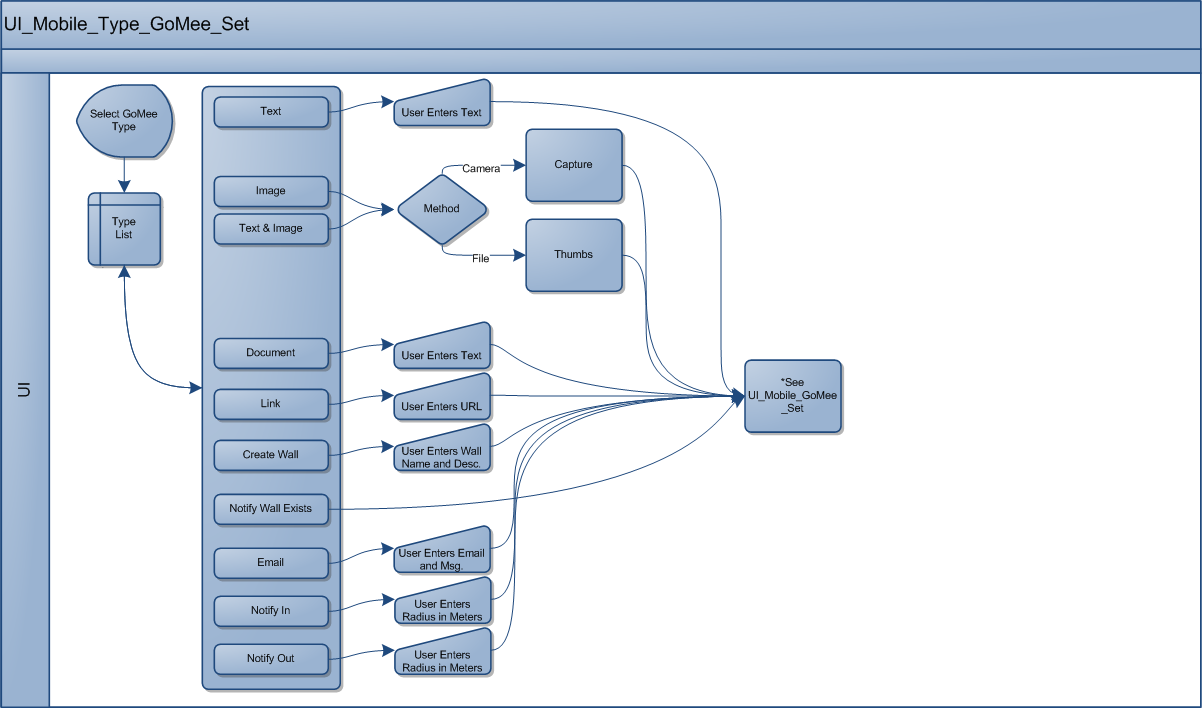 UI_Mobile_Type_GoMee_Set
UI
Select GoMee
Type
Type
List
Text
Image
Text & Image
Document
Link
Create Wall
Notify Wall Exists
Email
Notify In
Notify Out
User Enters Text
Method
Camera
File
Capture
Thumbs
User Enters Text
User Enters URL
User Enters Wall
Name and Desc.
User Enters Email
and Msg.
User Enters
Radius in Meters
User Enters
Radius in Meters
*See
UI_Mobile_GoMee
_Set